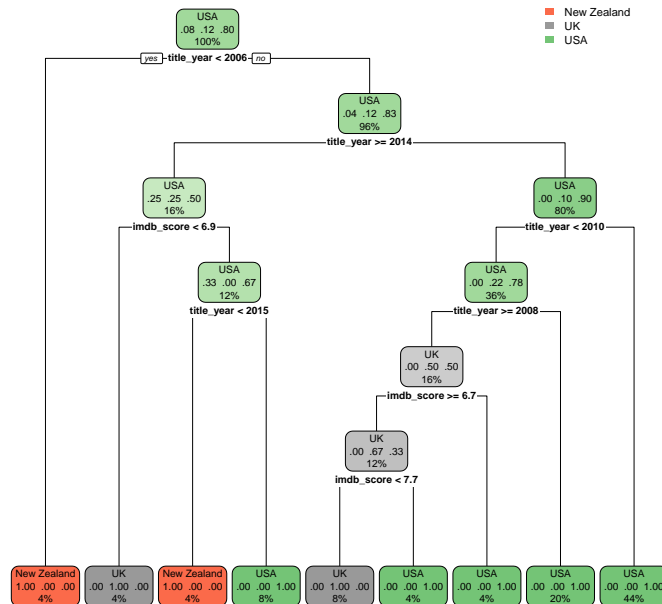 USA
.08 .12 .80
100%
New Zealand
UK
USA
yes title_year < 2006 no
USA
.04 .12 .83
96%
title_year >= 2014
USA
.25 .25 .50
16%
imdb_score < 6.9
USA
.00 .10 .90
80%
title_year < 2010
USA
.33 .00 .67
12%
title_year < 2015
USA
.00 .22 .78
36%
title_year >= 2008
UK
.00 .50 .50
16%
imdb_score >= 6.7
UK
.00 .67 .33
12%
imdb_score < 7.7
New Zealand
1.00 .00 .00
4%
UK
.00 1.00 .00
4%
New Zealand
1.00 .00 .00
4%
USA
.00 .00 1.00
8%
UK
.00 1.00 .00
8%
USA
.00 .00 1.00
4%
USA
.00 .00 1.00
4%
USA
.00 .00 1.00
20%
USA
.00 .00 1.00
44%